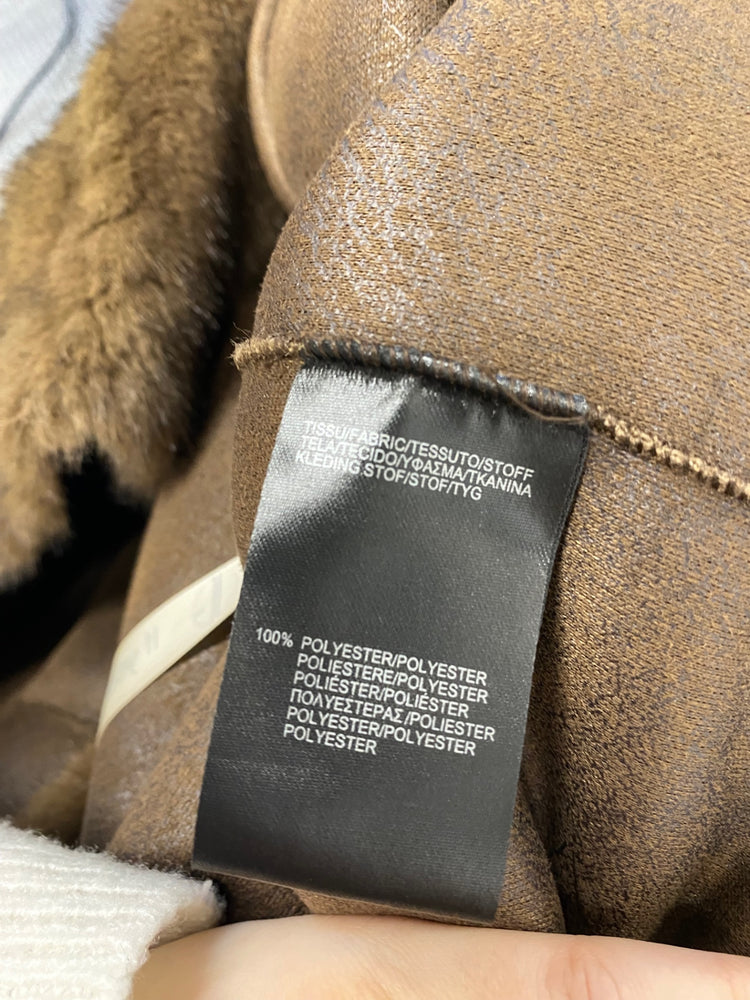 TISSU/FABRIC/TESSUTO/STOFF
TELA/TECIDO/ΥΦΑΣΜΑ/TKANINA
KLEDING STOF/STOF/TYG
100% POLYESTER/POLYESTER
POLIESTERE/POLYESTER
POLIÉSTER/POLIÉSTER
ΠΟΛΥΕΣΤΕΡΑΣ/POLIESTER
POLYESTER/POLYESTER
POLYESTER